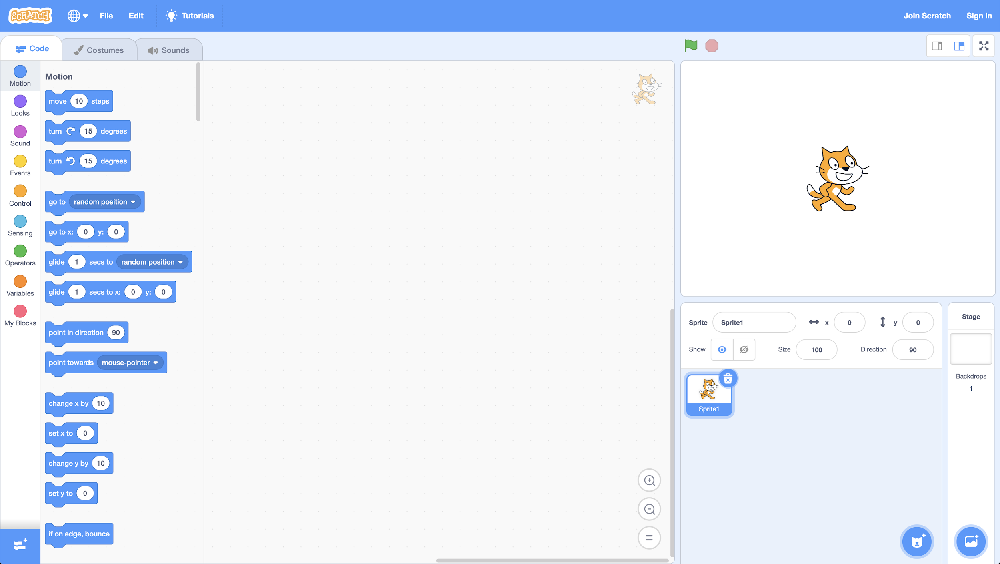 SCRATCH File Edit Tutorials Join Scratch Sign in
Code Costumes Sounds
Motion
Looks
Sound
Events
Control
Sensing
Operators
Variables
My Blocks
Motion
move 10 steps
turn 15 degrees
turn 15 degrees
go to random position
go to x: 0 y: 0
glide 1 secs to random position
glide 1 secs to x: 0 y: 0
point in direction 90
point towards mouse-pointer
change x by 10
set x to 0
change y by 10
set y to 0
if on edge, bounce
Sprite Sprite1 x 0 y 0
Show Size 100 Direction 90
Sprite1
Stage
Backdrops
1